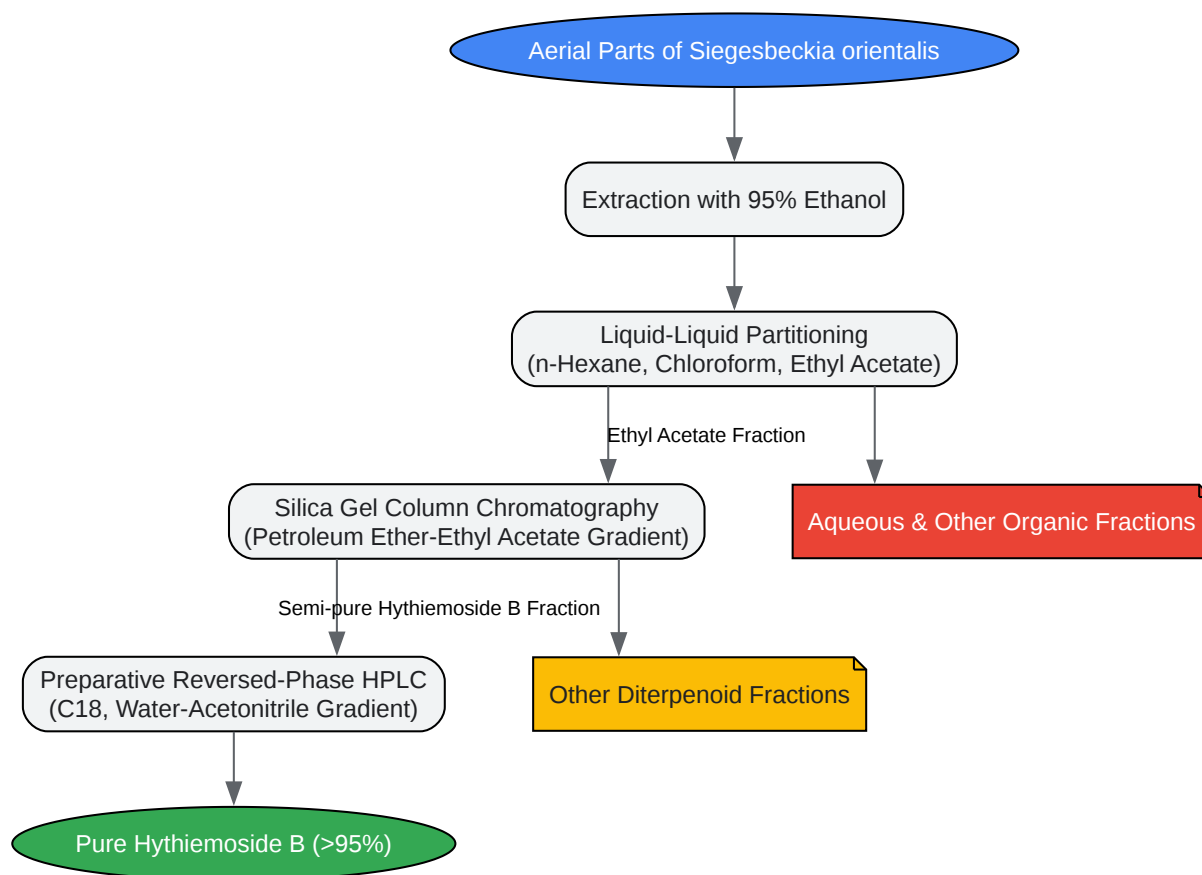 Aerial Parts of Siegesbeckia orientalis
Extraction with 95% Ethanol
Liquid-Liquid Partitioning
(n-Hexane, Chloroform, Ethyl Acetate)
Ethyl Acetate Fraction
Silica Gel Column Chromatography
(Petroleum Ether-Ethyl Acetate Gradient)
Aqueous & Other Organic Fractions
Semi-pure Hythiemoside B Fraction
Preparative Reversed-Phase HPLC
(C18, Water-Acetonitrile Gradient)
Other Diterpenoid Fractions
Pure Hythiemoside B (>95%)